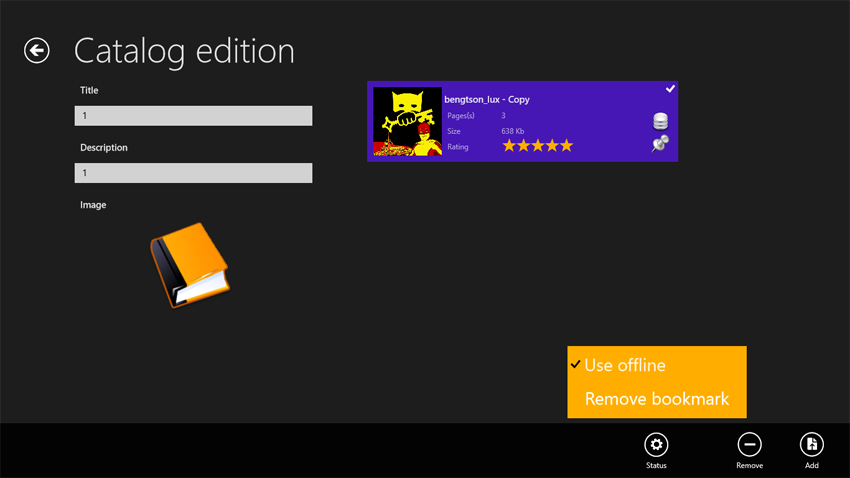 Catalog edition
Title
1
Description
1
Image
bengtson_lux - Copy
Pages(s) 3
Size 638 Kb
Rating
Use offline
Remove bookmark
Status Remove Add